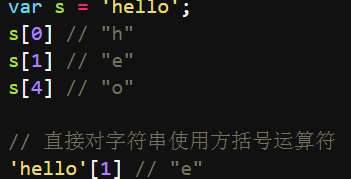 var s = 'hello';
s[0] // "h"
s[1] // "e"
s[4] // "o"
// 直接对字符串使用方括号运算符
'hello'[1] // "e"